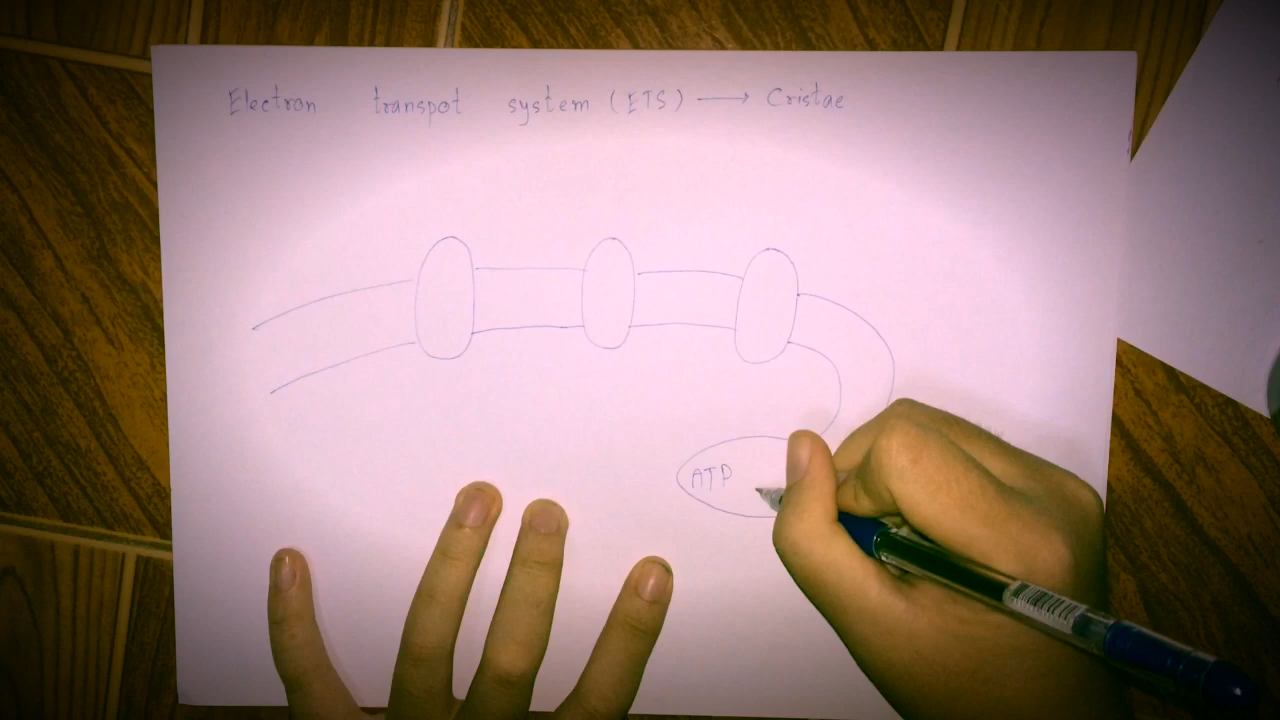 Electron transpot system (ETS) → Cristae
ATP